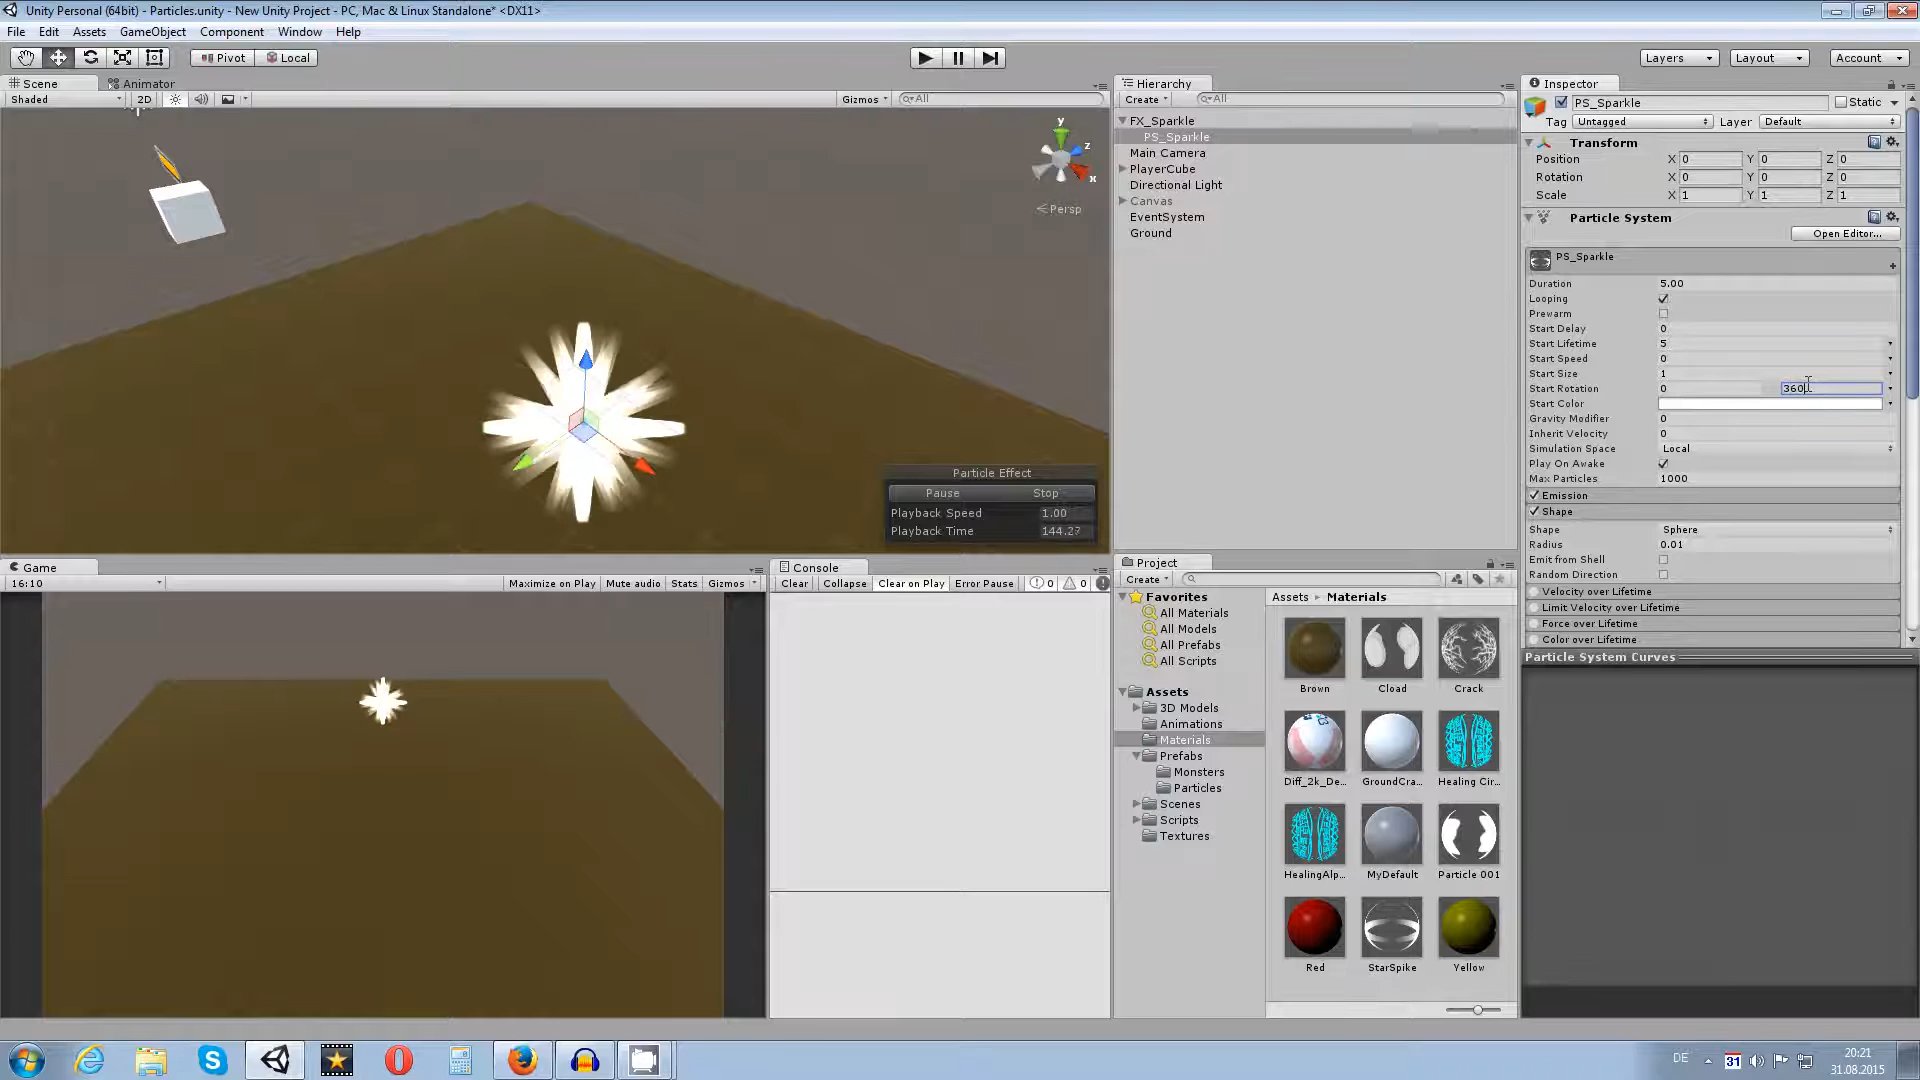 Unity Personal (64bit) - Particles.unity - New Unity Project - PC, Mac & Linux Standalone* <DX11>
File Edit Assets GameObject Component Window Help
Pivot Local
Layers Layout Account
Scene Animator
Shaded 2D Gizmos All
y
z
x
Persp
Particle Effect
Pause Stop
Playback Speed 1.00
Playback Time 144.27
Hierarchy
Create All
FX_Sparkle
PS_Sparkle
Main Camera
PlayerCube
Directional Light
Canvas
EventSystem
Ground
Inspector
PS_Sparkle Static
Tag Untagged Layer Default
Transform
Position X 0 Y 0 Z 0
Rotation X 0 Y 0 Z 0
Scale X 1 Y 1 Z 1
Particle System
Open Editor...
PS_Sparkle
Duration 5.00
Looping
Prewarm
Start Delay 0
Start Lifetime 5
Start Speed 0
Start Size 1
Start Rotation 0 360
Start Color
Gravity Modifier 0
Inherit Velocity 0
Simulation Space Local
Play On Awake
Max Particles 1000
Emission
Shape
Shape Sphere
Radius 0.01
Emit from Shell
Random Direction
Velocity over Lifetime
Limit Velocity over Lifetime
Force over Lifetime
Color over Lifetime
Particle System Curves
Game
16:10 Maximize on Play Mute audio Stats Gizmos
Console
Clear Collapse Clear on Play Error Pause 0 0
Project
Create
Favorites
All Materials
All Models
All Prefabs
All Scripts
Assets
3D Models
Animations
Materials
Prefabs
Monsters
Particles
Scenes
Scripts
Textures
Assets Materials
Brown Cload Crack
Diff_2k_De... GroundCra... Healing Cir...
HealingAlp... MyDefault Particle 001
Red StarSpike Yellow
DE 31 20:21
31.08.2015